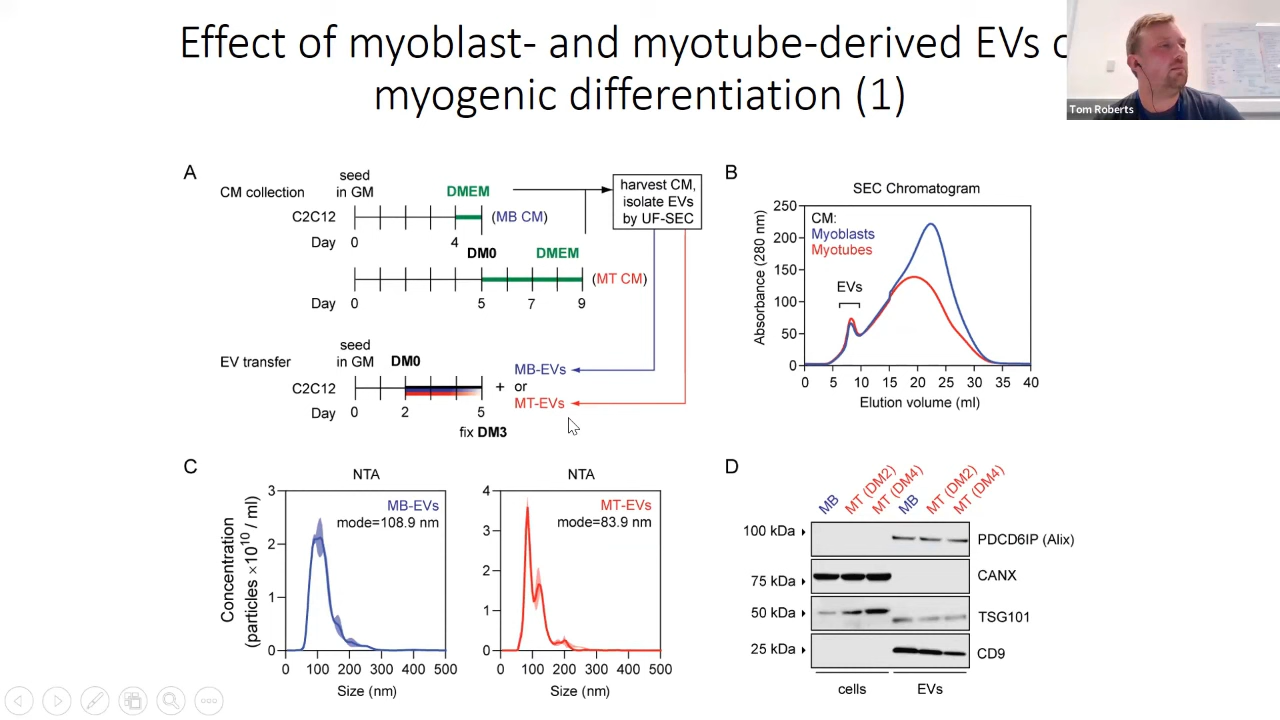 Effect of myoblast- and myotube-derived EVs
myogenic differentiation (1)
Tom Roberts
A
CM collection
seed
in GM
DMEM
C2C12
(MB CM)
Day
0
4
DM0
DMEM
(MT CM)
Day
0
5
7
9
harvest CM,
isolate EVs
by UF-SEC
EV transfer
seed
in GM
DM0
C2C12
Day
0
2
5
fix DM3
+
MB-EVs
or
MT-EVs
B
SEC Chromatogram
Absorbance (280 nm)
250
200
150
100
50
0
CM:
Myoblasts
Myotubes
EVs
0 5 10 15 20 25 30 35 40
Elution volume (ml)
C
NTA
Concentration
(particles ×10¹⁰ / ml)
3
2
1
0
MB-EVs
mode=108.9 nm
0 100 200 300 400 500
Size (nm)
NTA
4
3
2
1
0
MT-EVs
mode=83.9 nm
0 100 200 300 400 500
Size (nm)
D
MB
MT (DM2)
MT (DM4)
MB
MT (DM2)
MT (DM4)
100 kDa
PDCD6IP (Alix)
75 kDa
CANX
50 kDa
TSG101
25 kDa
CD9
cells
EVs